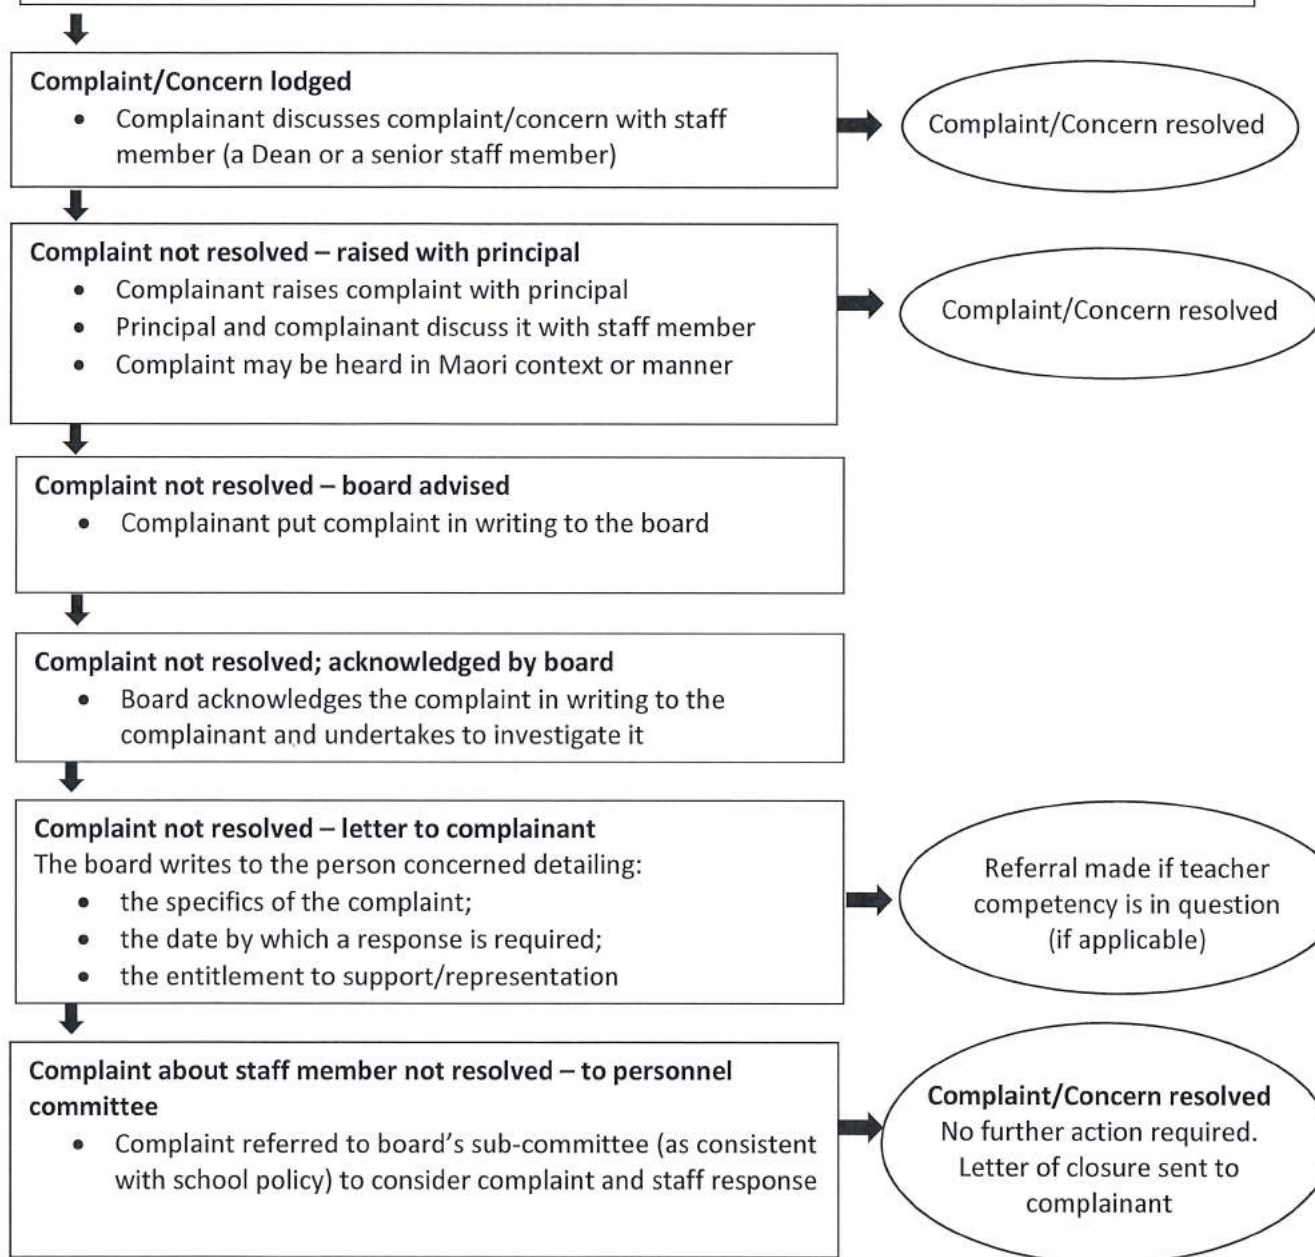 Complaint/Concern lodged
• Complainant discusses complaint/concern with staff
member (a Dean or a senior staff member)
Complaint/Concern resolved
Complaint not resolved – raised with principal
• Complainant raises complaint with principal
• Principal and complainant discuss it with staff member
• Complaint may be heard in Maori context or manner
Complaint/Concern resolved
Complaint not resolved – board advised
• Complainant put complaint in writing to the board
Complaint not resolved; acknowledged by board
• Board acknowledges the complaint in writing to the
complainant and undertakes to investigate it
Complaint not resolved – letter to complainant
The board writes to the person concerned detailing:
• the specifics of the complaint;
• the date by which a response is required;
• the entitlement to support/representation
Referral made if teacher
competency is in question
(if applicable)
Complaint about staff member not resolved – to personnel
committee
• Complaint referred to board's sub-committee (as consistent
with school policy) to consider complaint and staff response
Complaint/Concern resolved
No further action required.
Letter of closure sent to
complainant